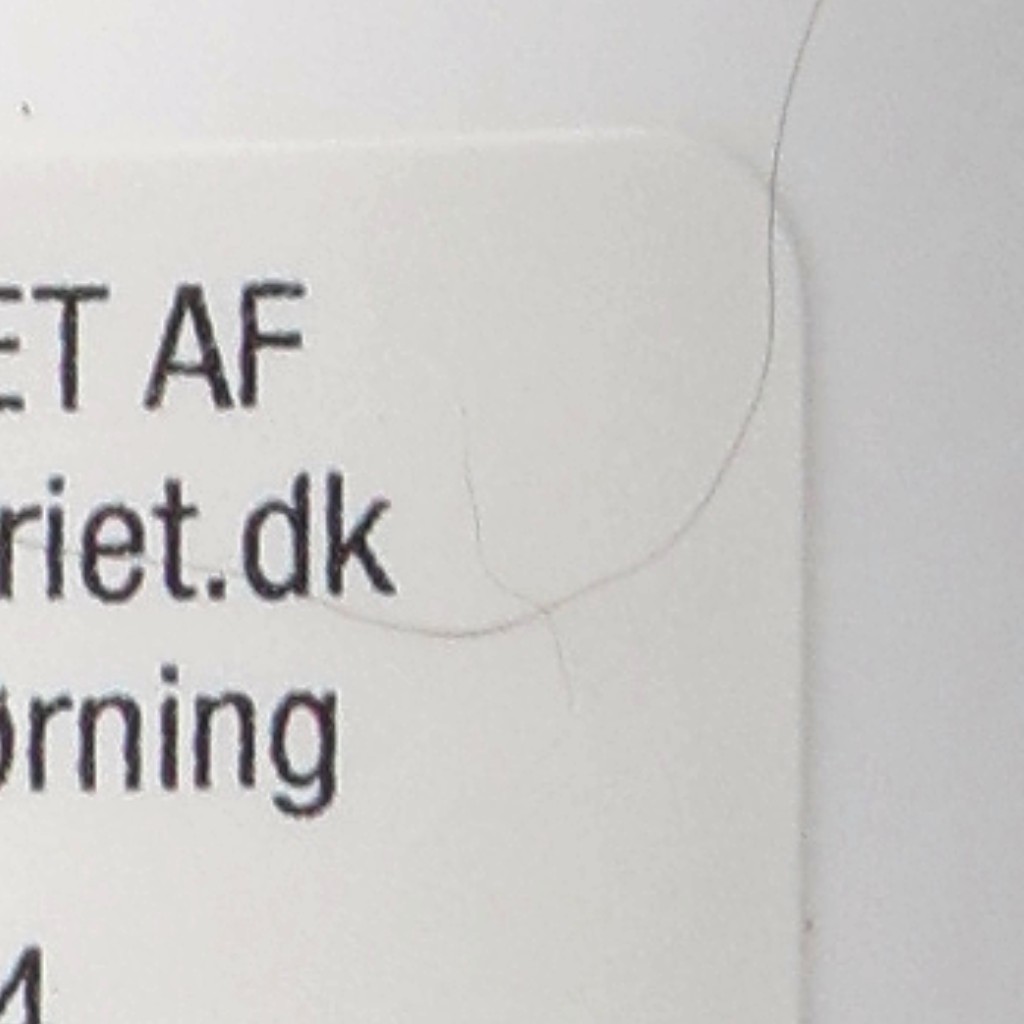 ET AF
riet.dk
ørning